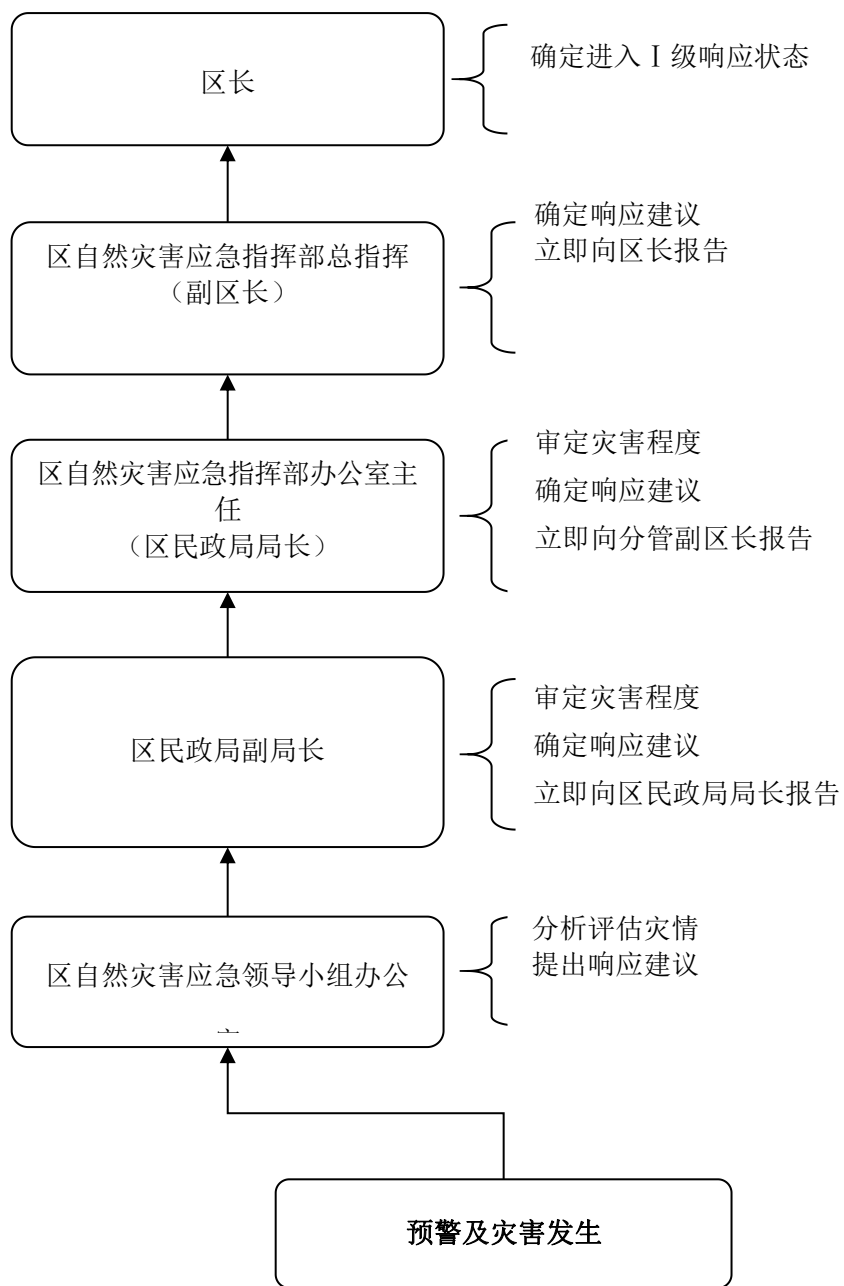 区长
确定进入Ⅰ级响应状态
区自然灾害应急指挥部总指挥
（副区长）
确定响应建议
立即向区长报告
区自然灾害应急指挥部办公室主
任
（区民政局局长）
审定灾害程度
确定响应建议
立即向分管副区长报告
区民政局副局长
审定灾害程度
确定响应建议
立即向区民政局局长报告
区自然灾害应急领导小组办公
分析评估灾情
提出响应建议
预警及灾害发生